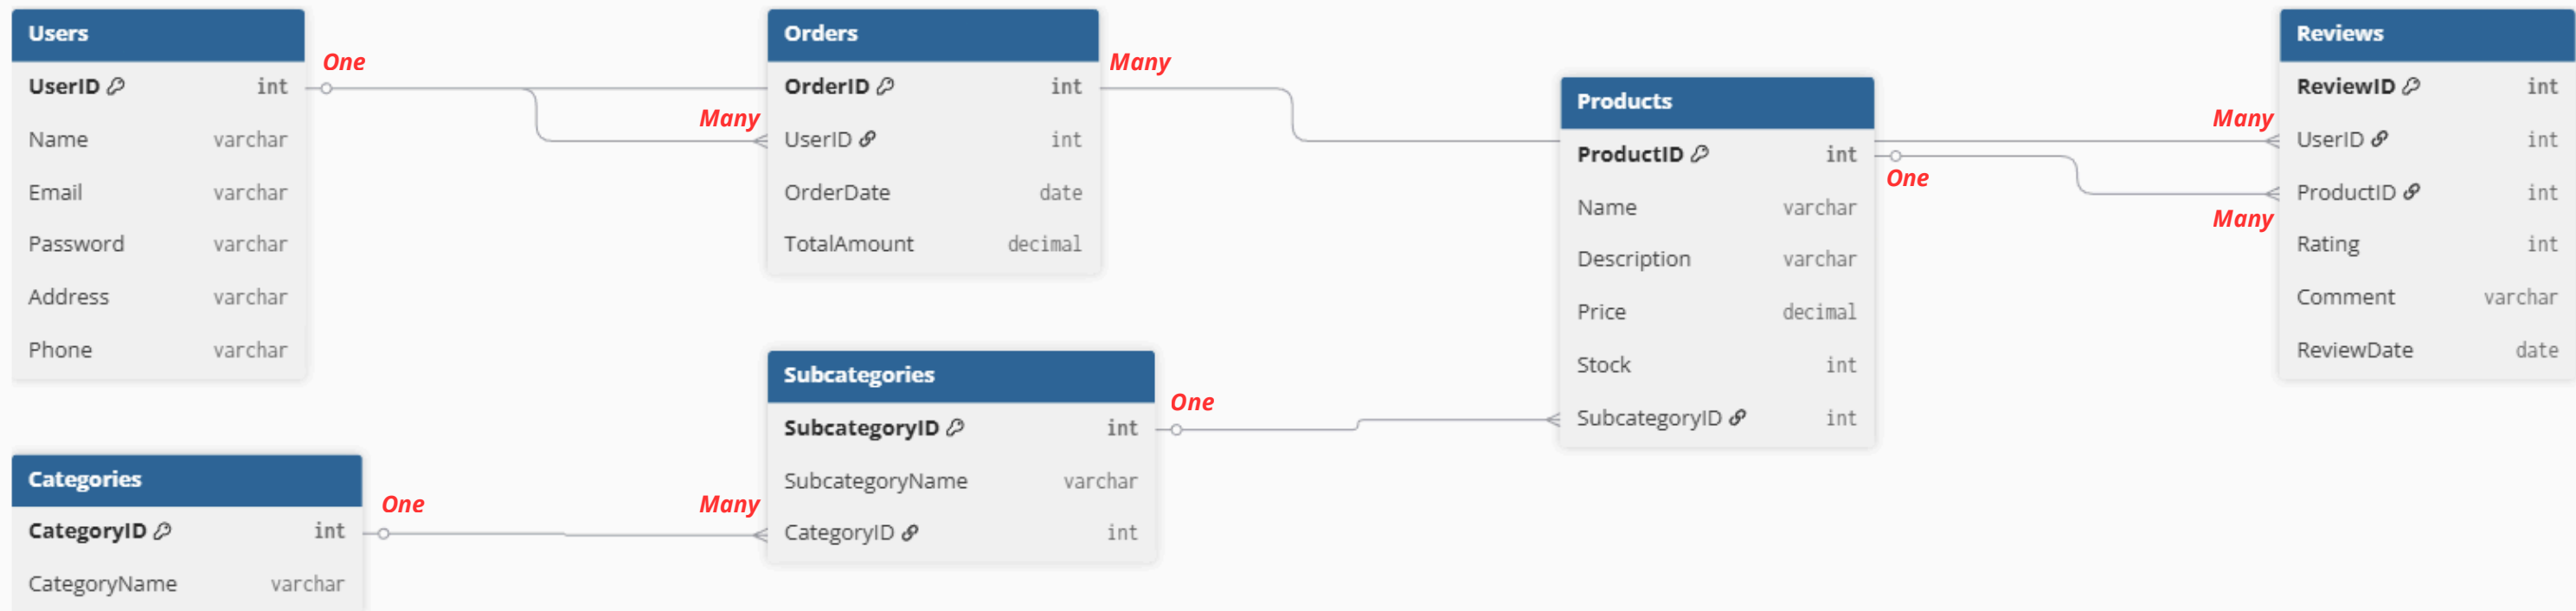 Users
One
UserID int
Name varchar
Email varchar
Password varchar
Address varchar
Phone varchar
Orders
Many
OrderID int
Many
UserID int
OrderDate date
TotalAmount decimal
Products
ProductID int
One
Name varchar
Description varchar
Price decimal
Stock int
SubcategoryID int
Reviews
ReviewID int
Many
UserID int
ProductID int
Many
Rating int
Comment varchar
ReviewDate date
Categories
One
CategoryID int
CategoryName varchar
Subcategories
One
SubcategoryID int
SubcategoryName varchar
Many
CategoryID int